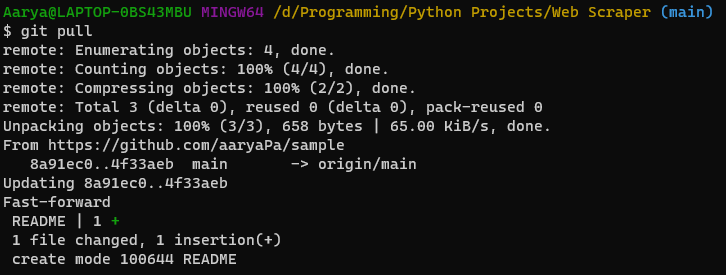 Aarya@LAPTOP-0BS43MBU MINGW64 /d/Programming/Python Projects/Web Scraper (main)
$ git pull
remote: Enumerating objects: 4, done.
remote: Counting objects: 100% (4/4), done.
remote: Compressing objects: 100% (2/2), done.
remote: Total 3 (delta 0), reused 0 (delta 0), pack-reused 0
Unpacking objects: 100% (3/3), 658 bytes | 65.00 KiB/s, done.
From https://github.com/aaryaPa/sample
   8a91ec0..4f33aeb  main       -> origin/main
Updating 8a91ec0..4f33aeb
Fast-forward
 README | 1 +
 1 file changed, 1 insertion(+)
 create mode 100644 README